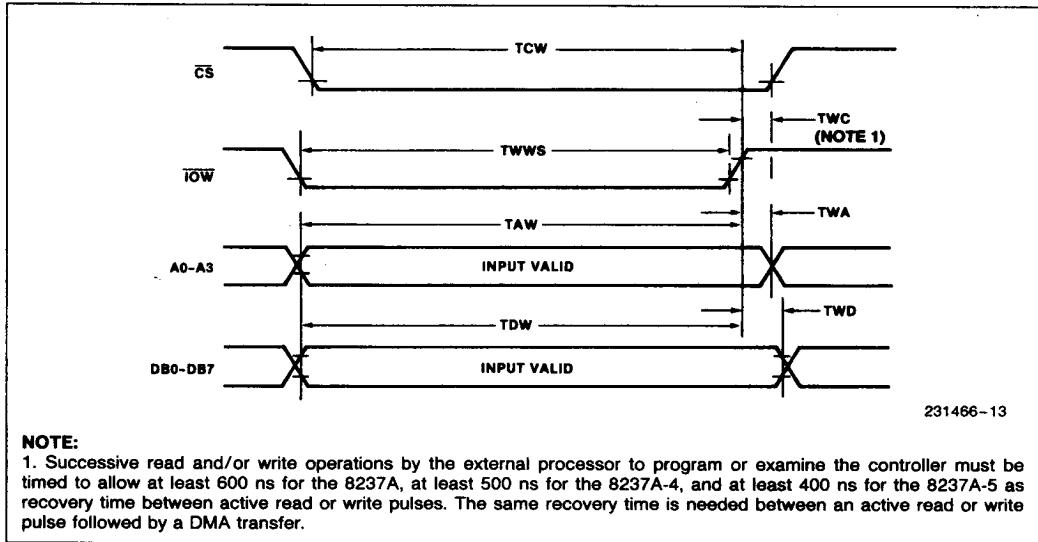 TCW
CS
TWC
(NOTE 1)
TWWS
IOW
TAW
TWA
A0-A3
INPUT VALID
TDW
TWD
DB0-DB7
INPUT VALID
231466-13
NOTE:
1. Successive read and/or write operations by the external processor to program or examine the controller must be
timed to allow at least 600 ns for the 8237A, at least 500 ns for the 8237A-4, and at least 400 ns for the 8237A-5 as
recovery time between active read or write pulses. The same recovery time is needed between an active read or write
pulse followed by a DMA transfer.